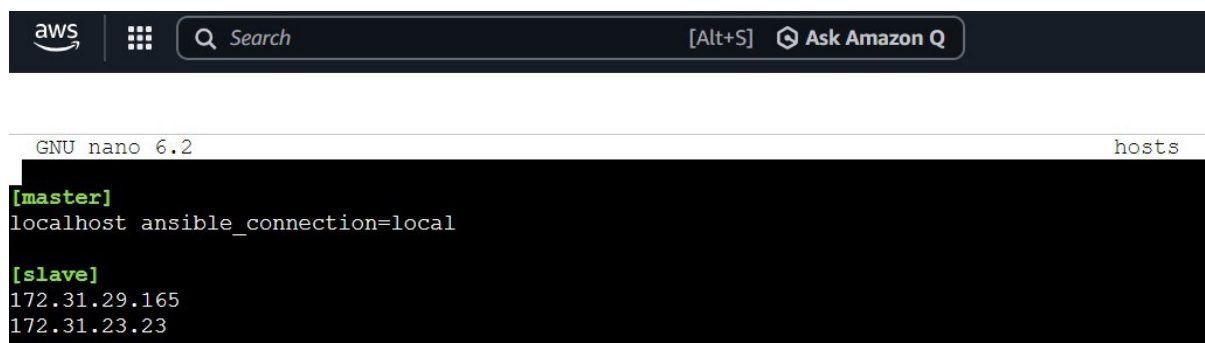 aws Search [Alt+S] Ask Amazon Q
GNU nano 6.2 hosts
[master]
localhost ansible_connection=local
[slave]
172.31.29.165
172.31.23.23